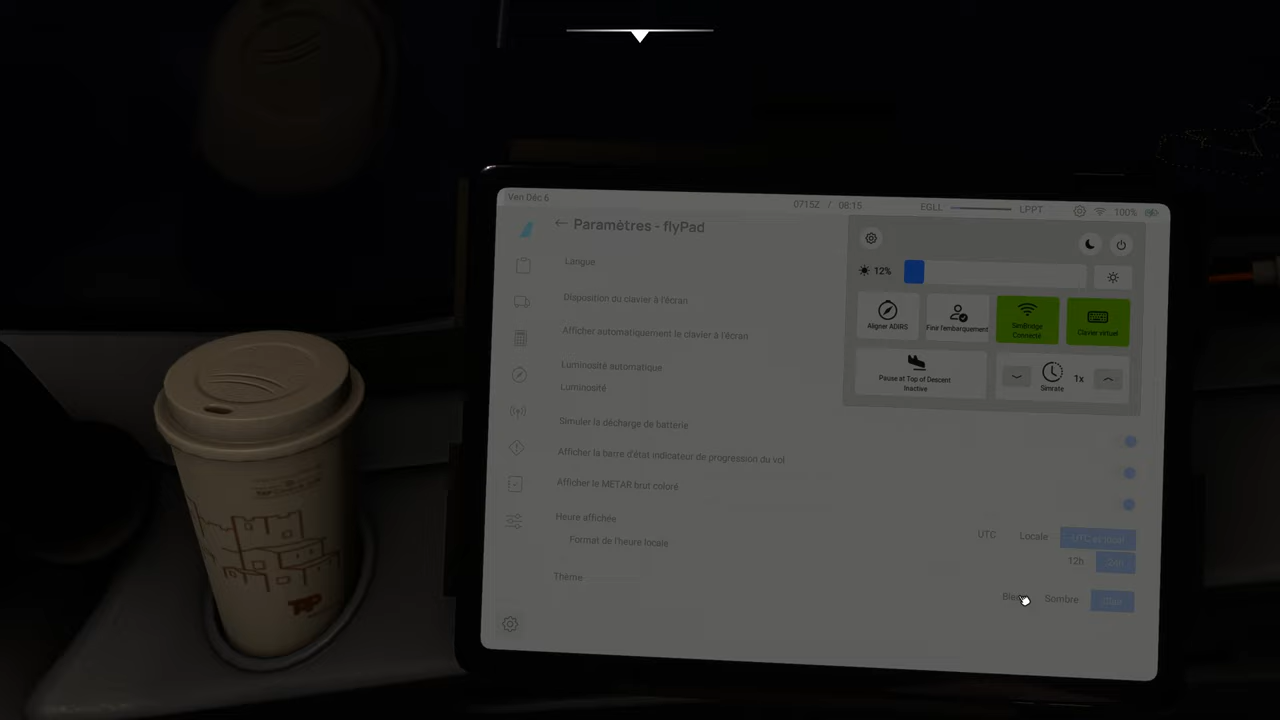 Ven Déc 6
0715Z / 08:15
EGLL
LPPT
100%
Paramètres - flyPad
12%
Aligner ADIRS
Finir l'embarquement
SimBridge
Connecté
Clavier virtuel
Pause at Top of Descent
Inactive
Simrate
1x
Langue
Disposition du clavier à l'écran
Afficher automatiquement le clavier à l'écran
Luminosité automatique
Luminosité
Simuler la décharge de batterie
Afficher la barre d'état indicateur de progression du vol
Afficher le METAR brut coloré
Heure affichée
UTC
Locale
UTC et local
Format de l'heure locale
12h
24h
Theme
Sombre
Clair
TAP